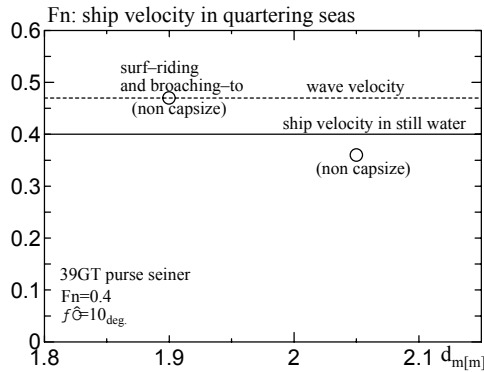 Fn: ship velocity in quartering seas
0.6
surf–riding
and broaching–to
wave velocity
0.5
(non capsize)
ship velocity in still water
0.4
(non capsize)
0.3
0.2
39GT purse seiner
0.1
Fn=0.4
ƒÔ=10deg.
0
1.8
1.9
2
2.1
dm[m]